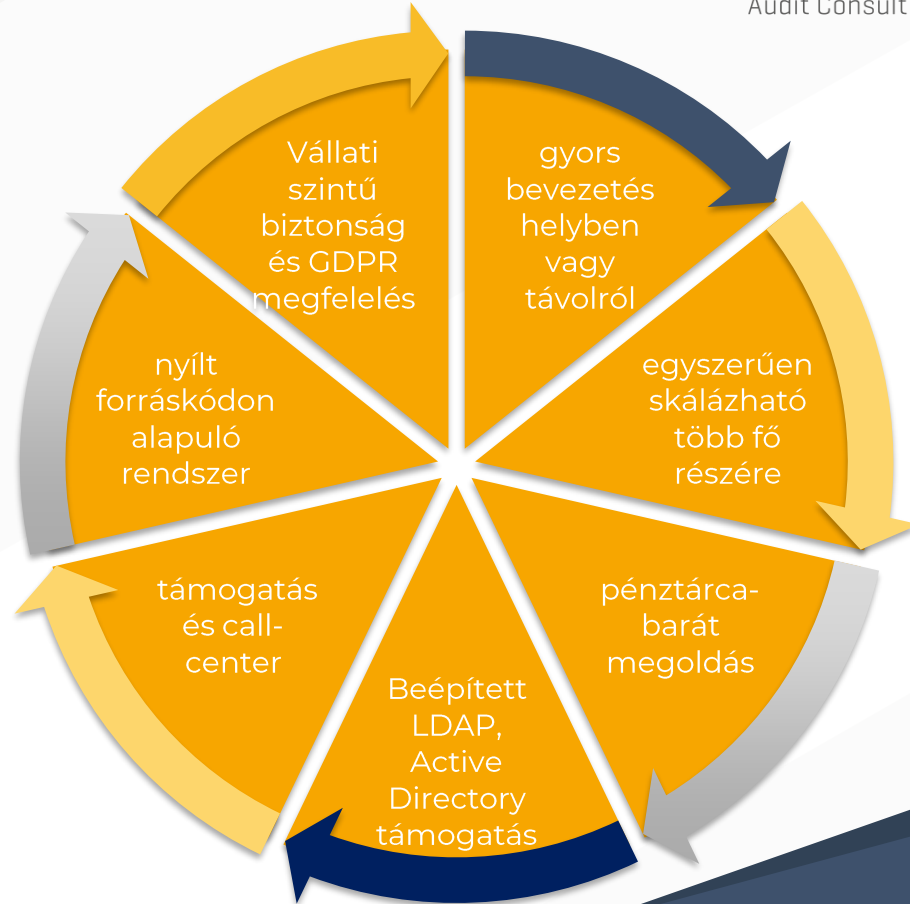 Audit Consult
Vállati
szintű
biztonság
és GDPR
megfelelés
gyors
bevezetés
helyben
vagy
távolról
egyszerűen
skálázható
több fő
részére
pénztárca-
barát
megoldás
Beépített
LDAP,
Active
Directory
támogatás
támogatás
és call-
center
nyílt
forráskódon
alapuló
rendszer